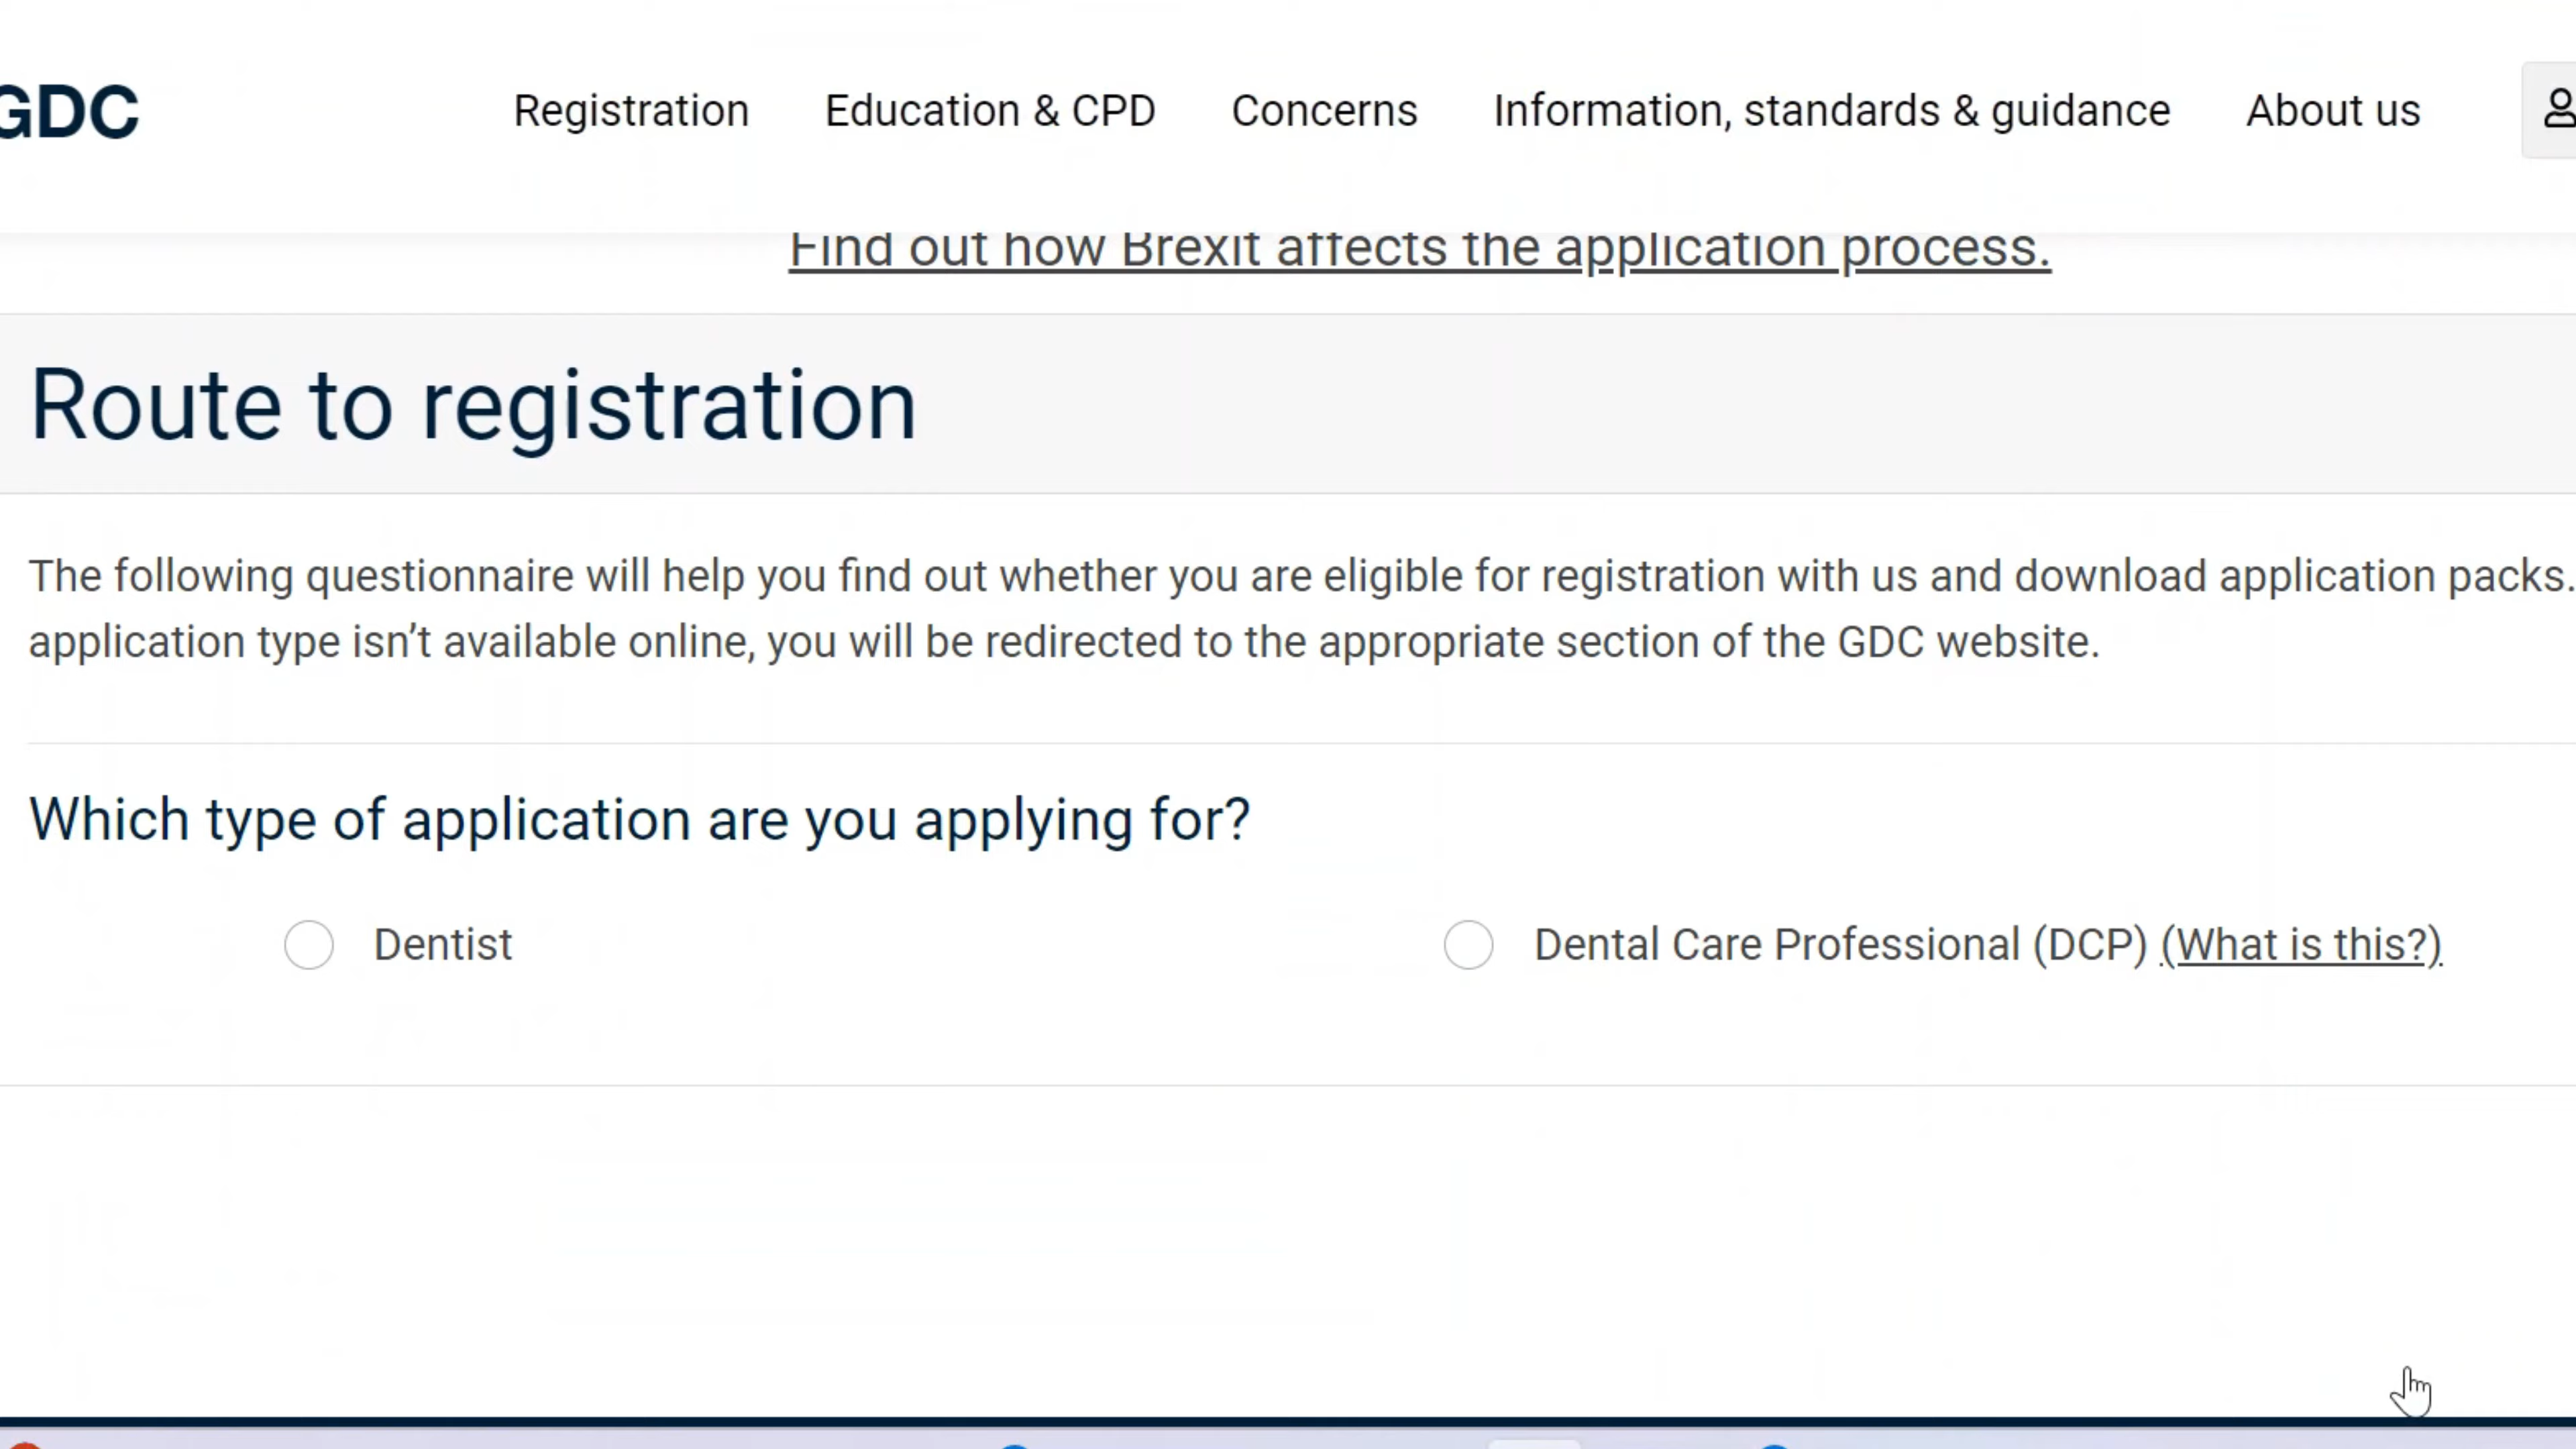 GDC
Registration Education & CPD Concerns Information, standards & guidance About us
Find out how Brexit affects the application process.
Route to registration
The following questionnaire will help you find out whether you are eligible for registration with us and download application packs.
application type isn’t available online, you will be redirected to the appropriate section of the GDC website.
Which type of application are you applying for?
Dentist
Dental Care Professional (DCP) (What is this?)